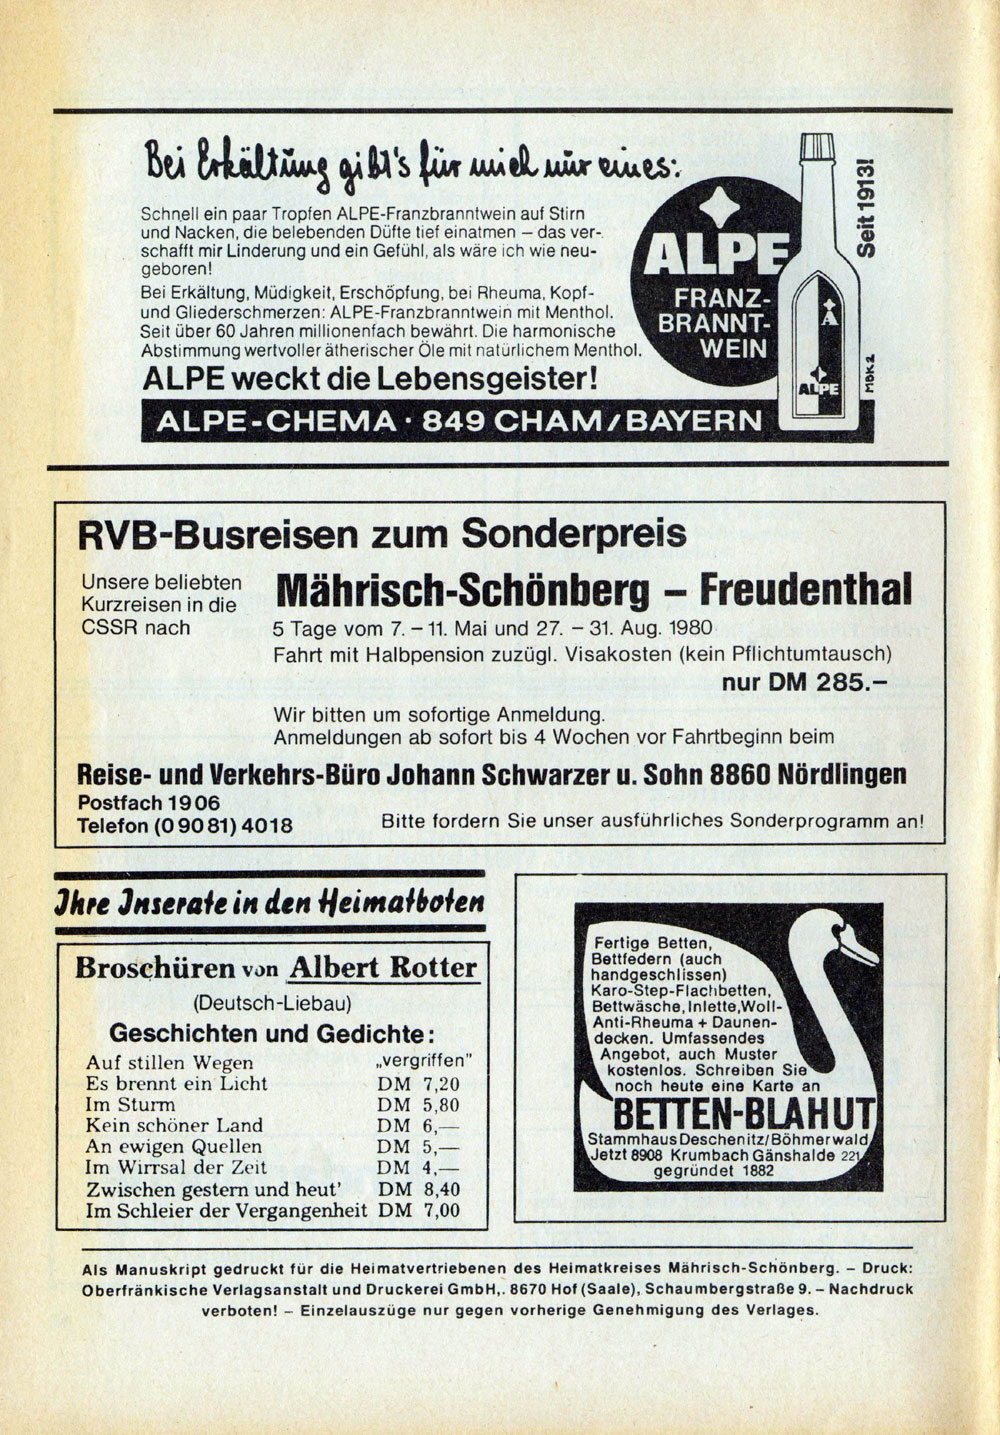 Bei Erkältung gibt's für mich nur eines:
Schnell ein paar Tropfen ALPE-Franzbranntwein auf Stirn
und Nacken, die belebenden Düfte tief einatmen – das ver-
schafft mir Linderung und ein Gefühl, als wäre ich wie neu-
geboren!
Bei Erkältung, Müdigkeit, Erschöpfung, bei Rheuma, Kopf-
und Gliederschmerzen: ALPE-Franzbranntwein mit Menthol.
Seit über 60 Jahren millionenfach bewährt. Die harmonische
Abstimmung wertvoller ätherischer Öle mit natürlichem Menthol.
ALPE weckt die Lebensgeister!
ALPE-CHEMA · 849 CHAM/BAYERN
ALPE
FRANZ-
BRANNT-
WEIN
A
ALPE
Seit 1913!
MBK 2
RVB-Busreisen zum Sonderpreis
Unsere beliebten
Kurzreisen in die
CSSR nach
Mährisch-Schönberg – Freudenthal
5 Tage vom 7. – 11. Mai und 27. – 31. Aug. 1980
Fahrt mit Halbpension zuzügl. Visakosten (kein Pflichtumtausch)
nur DM 285.–
Wir bitten um sofortige Anmeldung.
Anmeldungen ab sofort bis 4 Wochen vor Fahrtbeginn beim
Reise- und Verkehrs-Büro Johann Schwarzer u. Sohn 8860 Nördlingen
Postfach 1906
Telefon (0 90 81) 4018
Bitte fordern Sie unser ausführliches Sonderprogramm an!
Ihre Inserate in den Heimatboten
Broschüren von Albert Rotter
(Deutsch-Liebau)
Geschichten und Gedichte:
Auf stillen Wegen „vergriffen"
Es brennt ein Licht DM 7,20
Im Sturm DM 5,80
Kein schöner Land DM 6,—
An ewigen Quellen DM 5,—
Im Wirrsal der Zeit DM 4,—
Zwischen gestern und heut' DM 8,40
Im Schleier der Vergangenheit DM 7,00
Fertige Betten,
Bettfedern (auch
handgeschlissen)
Karo-Step-Flachbetten,
Bettwäsche, Inlette, Woll-
Anti-Rheuma + Daunen-
decken. Umfassendes
Angebot, auch Muster
kostenlos. Schreiben Sie
noch heute eine Karte an
BETTEN-BLAHUT
Stammhaus Deschenitz/Böhmerwald
Jetzt 8908 Krumbach Gänshalde 221
gegründet 1882
Als Manuskript gedruckt für die Heimatvertriebenen des Heimatkreises Mährisch-Schönberg. – Druck:
Oberfränkische Verlagsanstalt und Druckerei GmbH,. 8670 Hof (Saale), Schaumbergstraße 9. – Nachdruck
verboten! – Einzelauszüge nur gegen vorherige Genehmigung des Verlages.